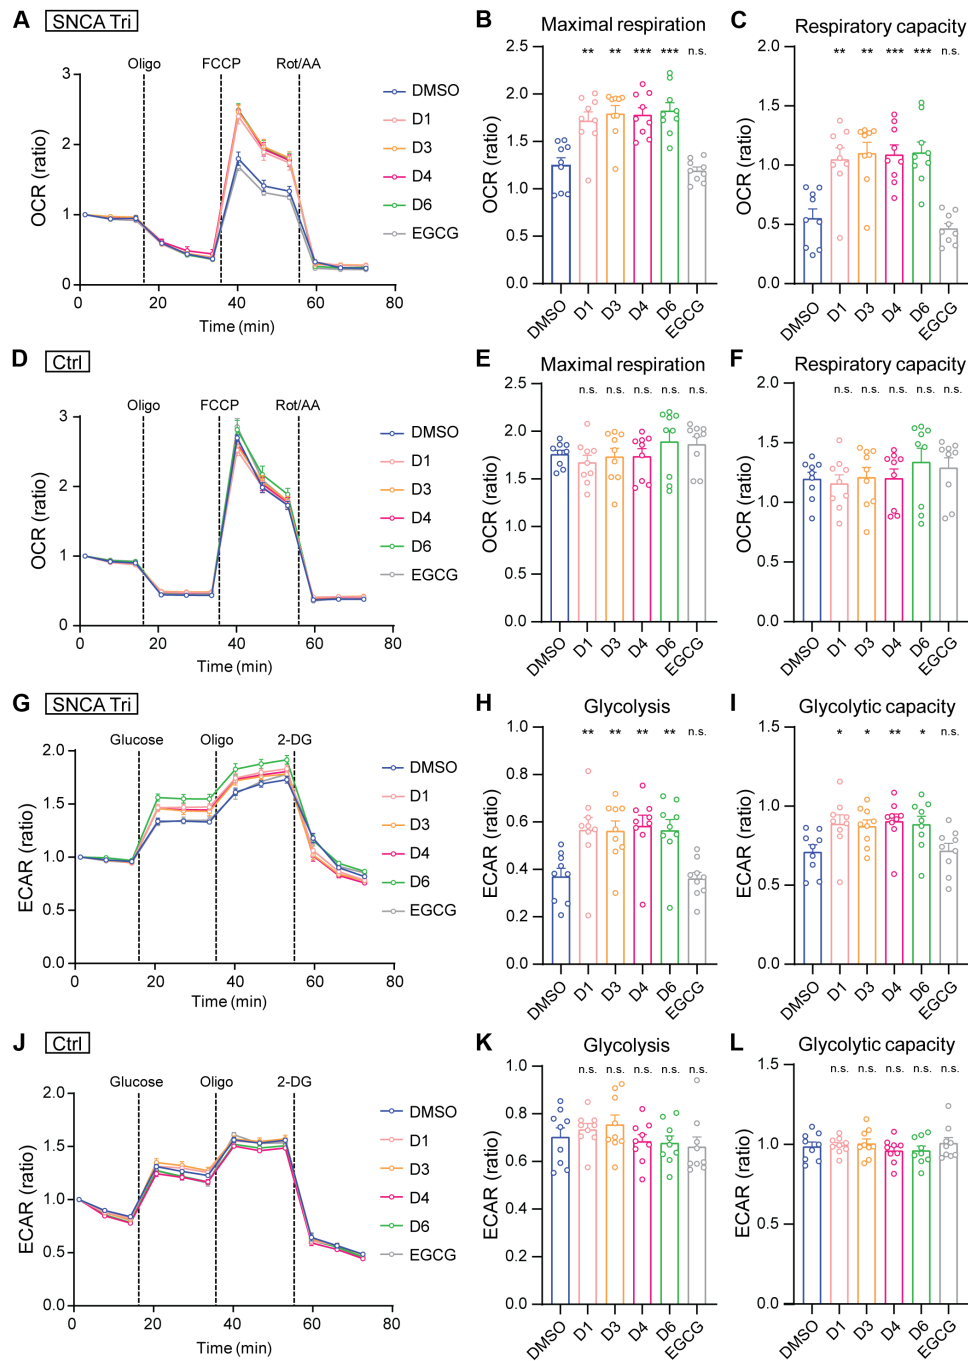 A SNCA Tri
Oligo FCCP Rot/AA
OCR (ratio)
3
2
1
0
0 20 40 60 80
Time (min)
DMSO
D1
D3
D4
D6
EGCG
B Maximal respiration
** ** *** *** n.s.
OCR (ratio)
2.5
2.0
1.5
1.0
0.5
0.0
DMSO D1 D3 D4 D6 EGCG
C Respiratory capacity
** ** *** *** n.s.
OCR (ratio)
2.0
1.5
1.0
0.5
0.0
DMSO D1 D3 D4 D6 EGCG
D Ctrl
Oligo FCCP Rot/AA
OCR (ratio)
3
2
1
0
0 20 40 60 80
Time (min)
DMSO
D1
D3
D4
D6
EGCG
E Maximal respiration
n.s. n.s. n.s. n.s. n.s.
OCR (ratio)
2.5
2.0
1.5
1.0
0.5
0.0
DMSO D1 D3 D4 D6 EGCG
F Respiratory capacity
n.s. n.s. n.s. n.s. n.s.
OCR (ratio)
2.0
1.5
1.0
0.5
0.0
DMSO D1 D3 D4 D6 EGCG
G SNCA Tri
Glucose Oligo 2-DG
ECAR (ratio)
2.0
1.5
1.0
0.5
0.0
0 20 40 60 80
Time (min)
DMSO
D1
D3
D4
D6
EGCG
H Glycolysis
** ** ** ** n.s.
ECAR (ratio)
1.0
0.8
0.6
0.4
0.2
0.0
DMSO D1 D3 D4 D6 EGCG
I Glycolytic capacity
* * ** * n.s.
ECAR (ratio)
1.5
1.0
0.5
0.0
DMSO D1 D3 D4 D6 EGCG
J Ctrl
Glucose Oligo 2-DG
ECAR (ratio)
2.0
1.5
1.0
0.5
0.0
0 20 40 60 80
Time (min)
DMSO
D1
D3
D4
D6
EGCG
K Glycolysis
n.s. n.s. n.s. n.s. n.s.
ECAR (ratio)
1.0
0.8
0.6
0.4
0.2
0.0
DMSO D1 D3 D4 D6 EGCG
L Glycolytic capacity
n.s. n.s. n.s. n.s. n.s.
ECAR (ratio)
1.5
1.0
0.5
0.0
DMSO D1 D3 D4 D6 EGCG